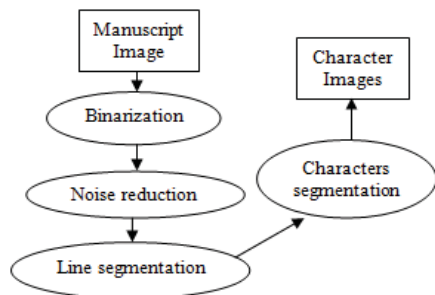 Manuscript
Image
Binarization
Noise reduction
Line segmentation
Characters
segmentation
Character
Images